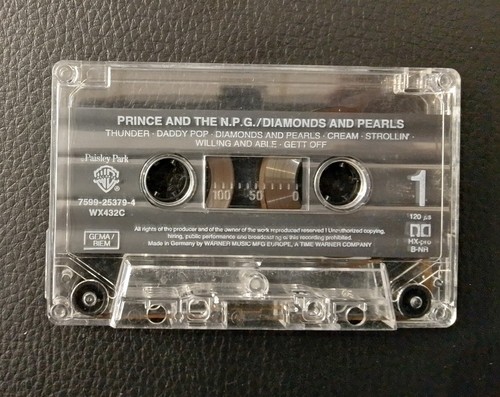 PRINCE AND THE N.P.G./DIAMONDS AND PEARLS
THUNDER · DADDY POP · DIAMONDS AND PEARLS · CREAM · STROLLIN' ·
WILLING AND ABLE · GETT OFF
Paisley Park
7599-25379-4
WX432C
GEMA/
BIEM
100 50 0
1
120 µs
HX-PRO
B-NR
All rights of the producer and of the owner of the work reproduced reserved ! Unauthorized copying,
hiring, public performance and broadcasting of this recording prohibited.
Made in Germany by WARNER MUSIC MFG EUROPE, A TIME WARNER COMPANY